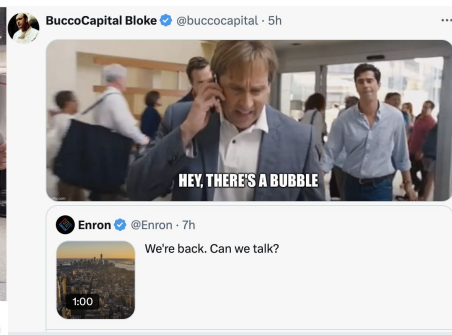 BuccoCapital Bloke @buccocapital · 5h
HEY, THERE'S A BUBBLE
Enron @Enron · 7h
We're back. Can we talk?
1:00